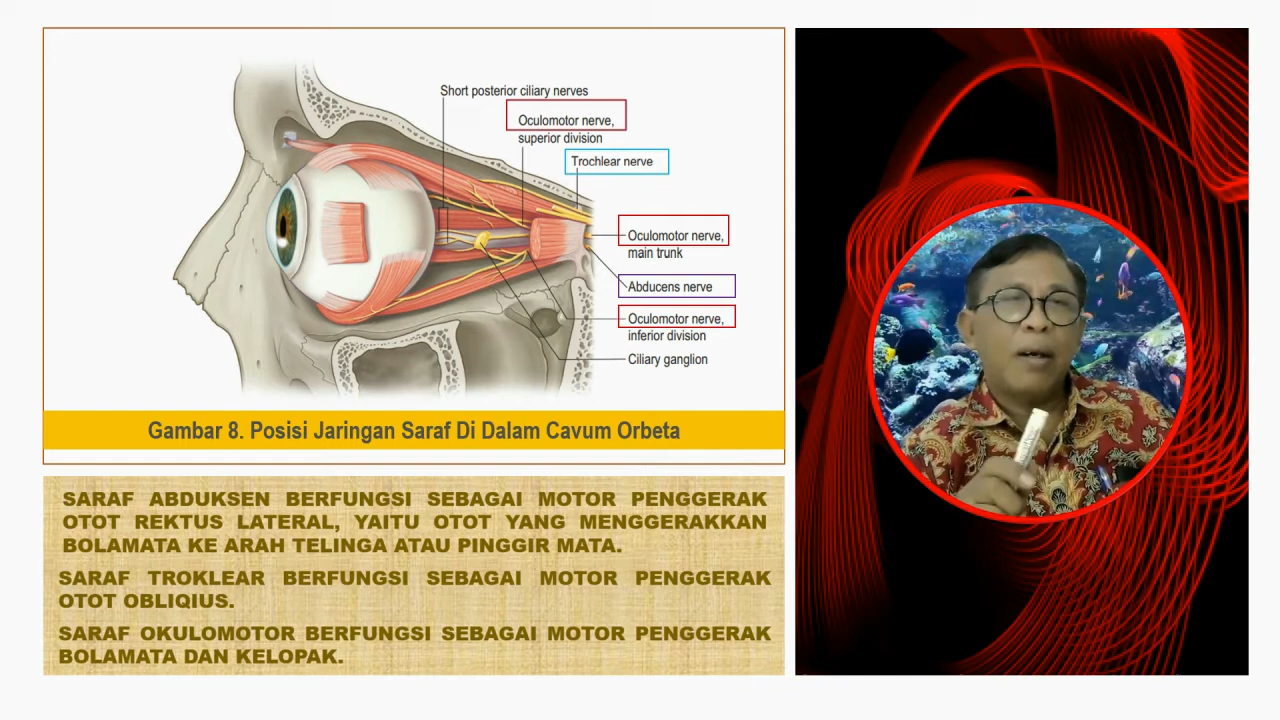 Short posterior ciliary nerves
Oculomotor nerve,
superior division
Trochlear nerve
Oculomotor nerve,
main trunk
Abducens nerve
Oculomotor nerve,
inferior division
Ciliary ganglion
Gambar 8. Posisi Jaringan Saraf Di Dalam Cavum Orbeta
SARAF ABDUKSEN BERFUNGSI SEBAGAI MOTOR PENGGERAK
OTOT REKTUS LATERAL, YAITU OTOT YANG MENGGERAKKAN
BOLAMATA KE ARAH TELINGA ATAU PINGGIR MATA.
SARAF TROKLEAR BERFUNGSI SEBAGAI MOTOR PENGGERAK
OTOT OBLIQIUS.
SARAF OKULOMOTOR BERFUNGSI SEBAGAI MOTOR PENGGERAK
BOLAMATA DAN KELOPAK.